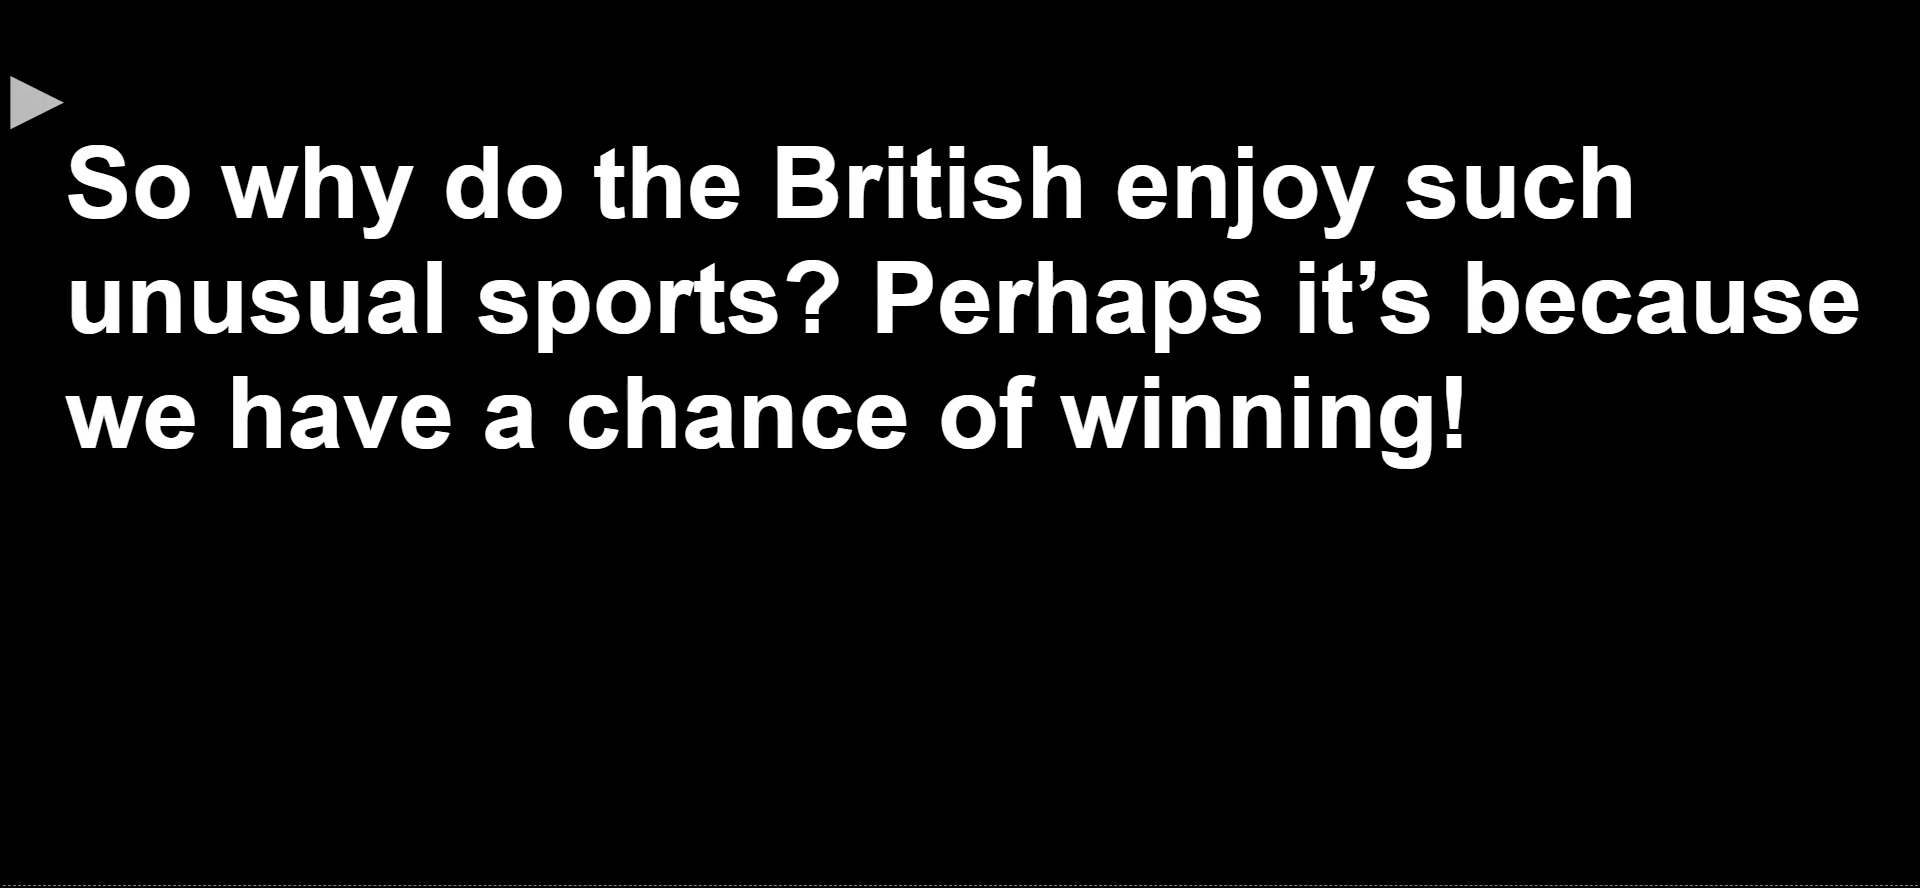 So why do the British enjoy such
unusual sports? Perhaps it’s because
we have a chance of winning!